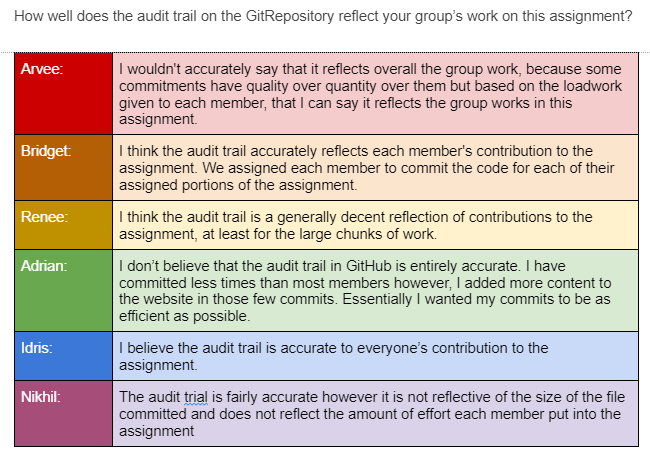 How well does the audit trail on the GitRepository reflect your group's work on this assignment?
Arvee:
I wouldn't accurately say that it reflects overall the group work, because some
commitments have quality over quantity over them but based on the loadwork
given to each member, that I can say it reflects the group works in this
assignment.
Bridget:
I think the audit trail accurately reflects each member's contribution to the
assignment. We assigned each member to commit the code for each of their
assigned portions of the assignment.
Renee:
I think the audit trail is a generally decent reflection of contributions to the
assignment, at least for the large chunks of work.
Adrian:
I don't believe that the audit trail in GitHub is entirely accurate. I have
committed less times than most members however, I added more content to
the website in those few commits. Essentially I wanted my commits to be as
efficient as possible.
Idris:
I believe the audit trail is accurate to everyone's contribution to the
assignment.
Nikhil:
The audit trial is fairly accurate however it is not reflective of the size of the file
committed and does not reflect the amount of effort each member put into the
assignment